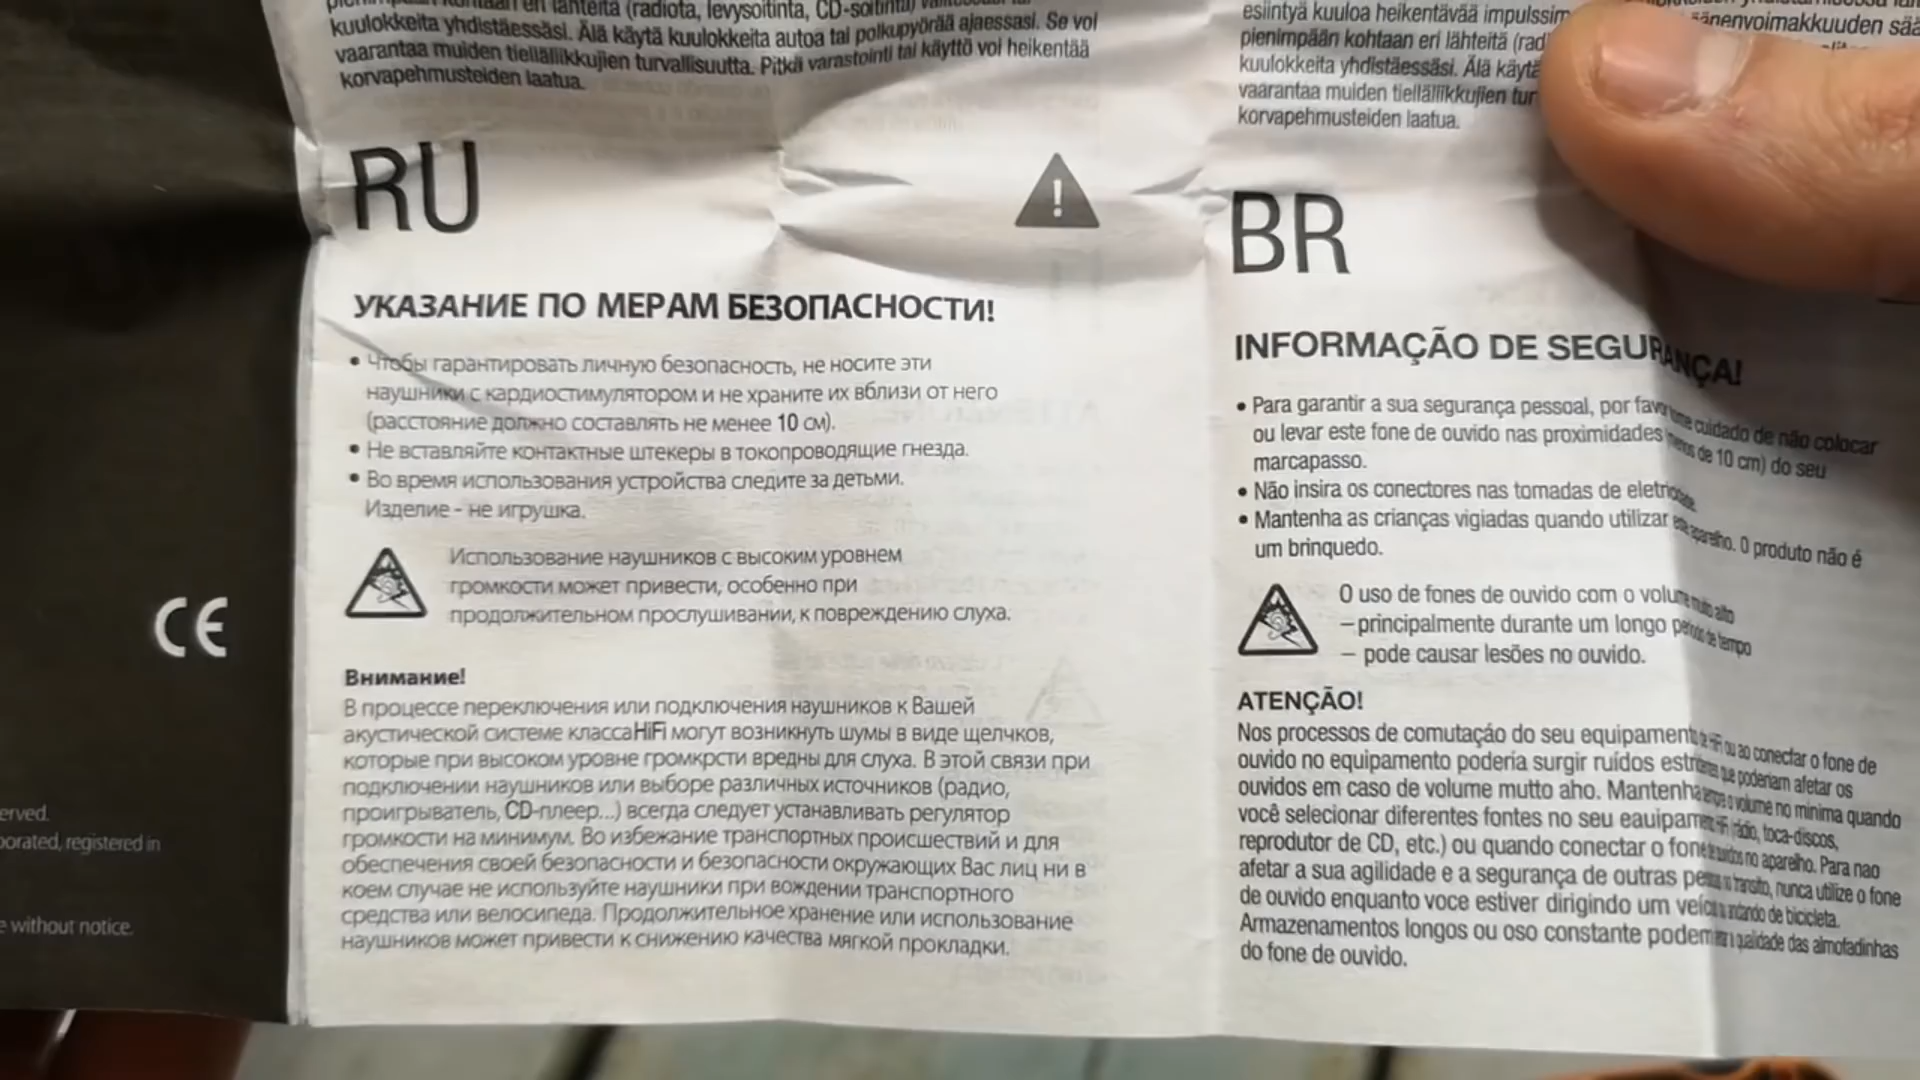 en lähteitä (radiota, levysoitinta, CD-soitinta)
kuulokkeita yhdistäessäsi. Älä käytä kuulokkeita autoa tai polkupyörää ajaessasi. Se voi
vaarantaa muiden tielläliikkujien turvallisuutta. Pitkä varastointi tai käyttö voi heikentää
korvapehmusteiden laatua.
RU
!
УКАЗАНИЕ ПО МЕРАМ БЕЗОПАСНОСТИ!
• Чтобы гарантировать личную безопасность, не носите эти
наушники с кардиостимулятором и не храните их вблизи от него
(расстояние должно составлять не менее 10 см).
• Не вставляйте контактные штекеры в токопроводящие гнезда.
• Во время использования устройства следите за детьми.
Изделие - не игрушка.
Использование наушников с высоким уровнем
громкости может привести, особенно при
продолжительном прослушивании, к повреждению слуха.
Внимание!
В процессе переключения или подключения наушников к Вашей
акустической системе классаHiFi могут возникнуть шумы в виде щелчков,
которые при высоком уровне громкрсти вредны для слуха. В этой связи при
подключении наушников или выборе различных источников (радио,
проигрыватель, CD-плеер...) всегда следует устанавливать регулятор
громкости на минимум. Во избежание транспортных происшествий и для
обеспечения своей безопасности и безопасности окружающих Вас лиц ни в
коем случае не используйте наушники при вождении транспортного
средства или велосипеда. Продолжительное хранение или использование
наушников может привести к снижению качества мягкой прокладки.
esiintyä kuuloa heikentävää
pienimpään kohtaan eri lähteitä
kuulokkeita yhdistäessäsi. Älä
vaarantaa muiden tielläliikkujien
korvapehmusteiden laatua.
BR
INFORMAÇÃO DE SEGURANÇA!
• Para garantir a sua segurança pessoal, por favor tome cuidado de não colocar
ou levar este fone de ouvido nas proximidades (menos de 10 cm) do seu
marcapasso.
• Não insira os conectores nas tomadas de eletricidade.
• Mantenha as crianças vigiadas quando utilizar este aparelho. O produto não é
um brinquedo.
O uso de fones de ouvido com o volume muito alto
– principalmente durante um longo período de tempo
– pode causar lesões no ouvido.
ATENÇÃO!
Nos processos de comutação do seu equipamento de HiFi ou ao conectar o fone de
ouvido no equipamento poderia surgir ruídos que poderiam afetar os
ouvidos em caso de volume mutto aho. Mantenha o volume no mínima quando
você selecionar diferentes fontes no seu rádio, toca-discos,
reprodutor de CD, etc.) ou quando conectar o fone no aparelho. Para nao
afetar a sua agilidade e a segurança de outras trânsito, nunca utilize o fone
de ouvido enquanto voce estiver dirigindo um de bicicleta.
Armazenamentos longos ou oso constante podem qualidade das almofadinhas
do fone de ouvido.
änenvoimakkuuden
CE
erved.
orated, registered in
without notice.